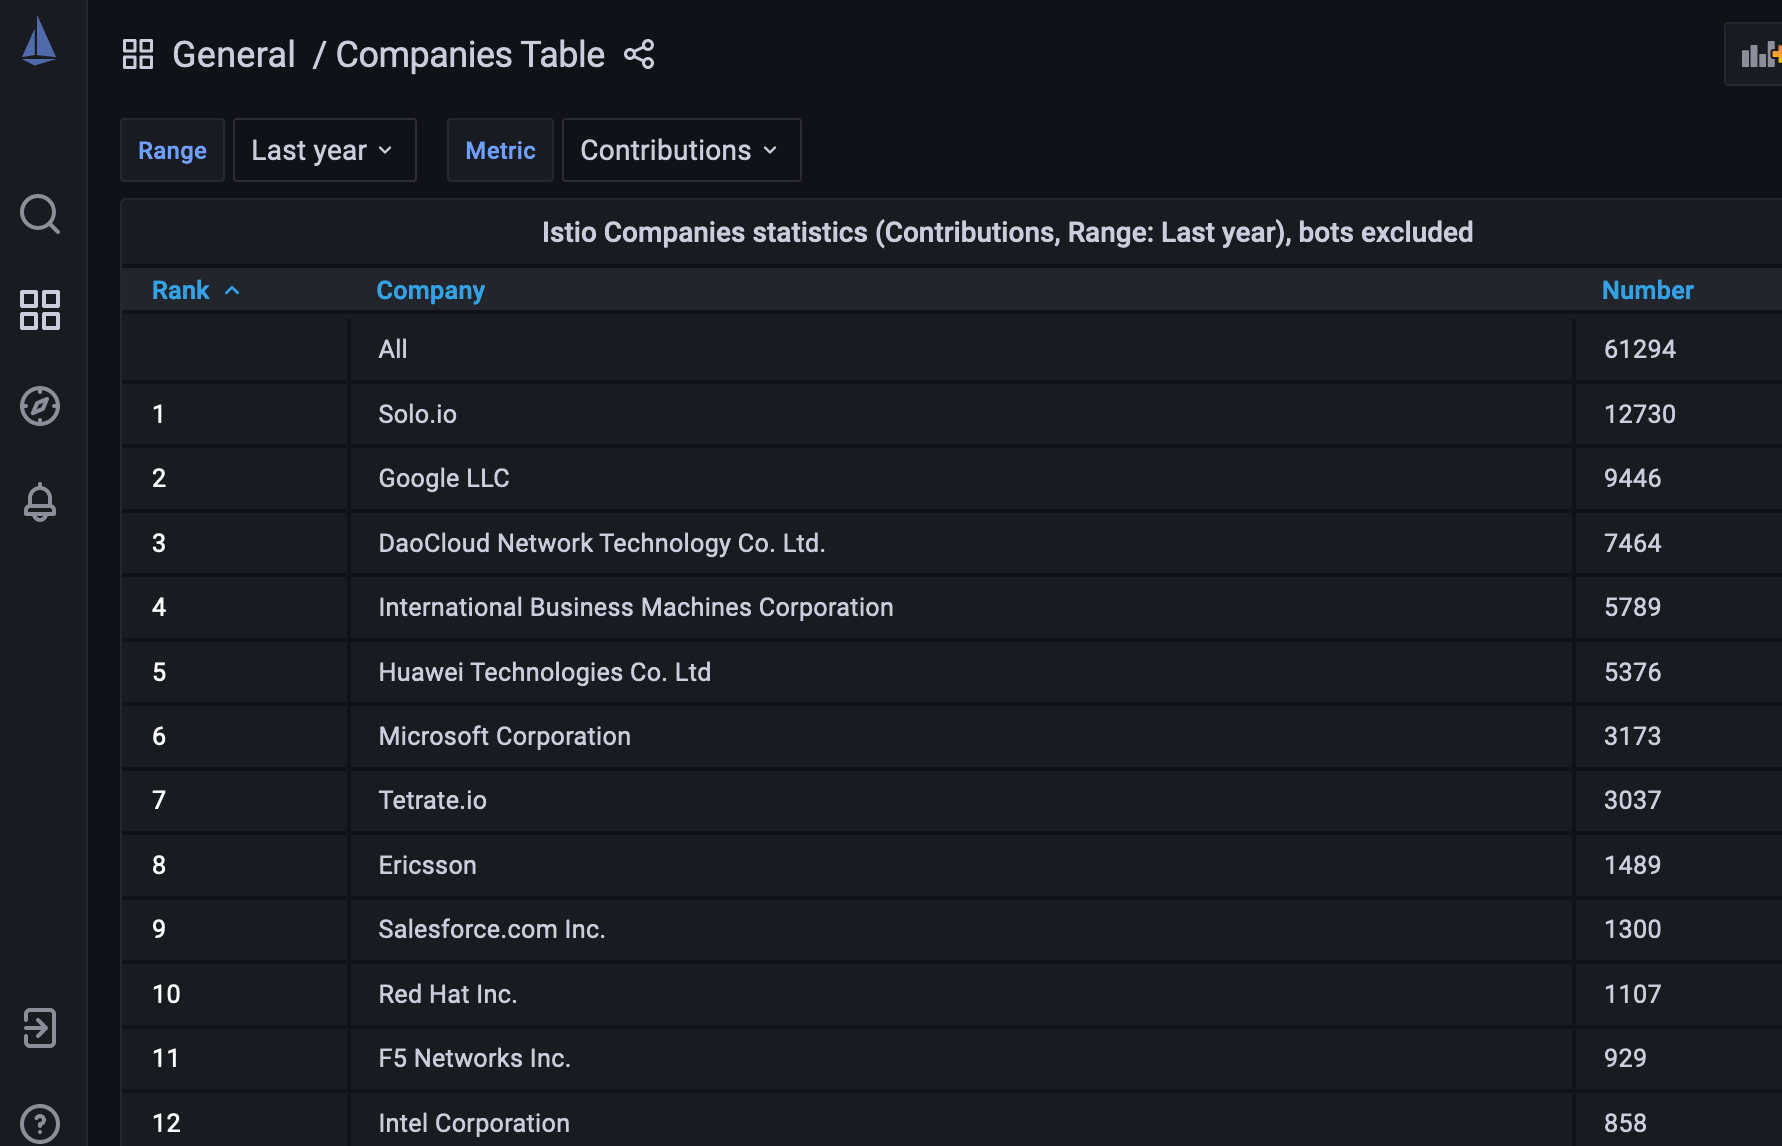 General / Companies Table
Range Last year Metric Contributions
Istio Companies statistics (Contributions, Range: Last year), bots excluded
Rank Company Number
All 61294
1 Solo.io 12730
2 Google LLC 9446
3 DaoCloud Network Technology Co. Ltd. 7464
4 International Business Machines Corporation 5789
5 Huawei Technologies Co. Ltd 5376
6 Microsoft Corporation 3173
7 Tetrate.io 3037
8 Ericsson 1489
9 Salesforce.com Inc. 1300
10 Red Hat Inc. 1107
11 F5 Networks Inc. 929
12 Intel Corporation 858